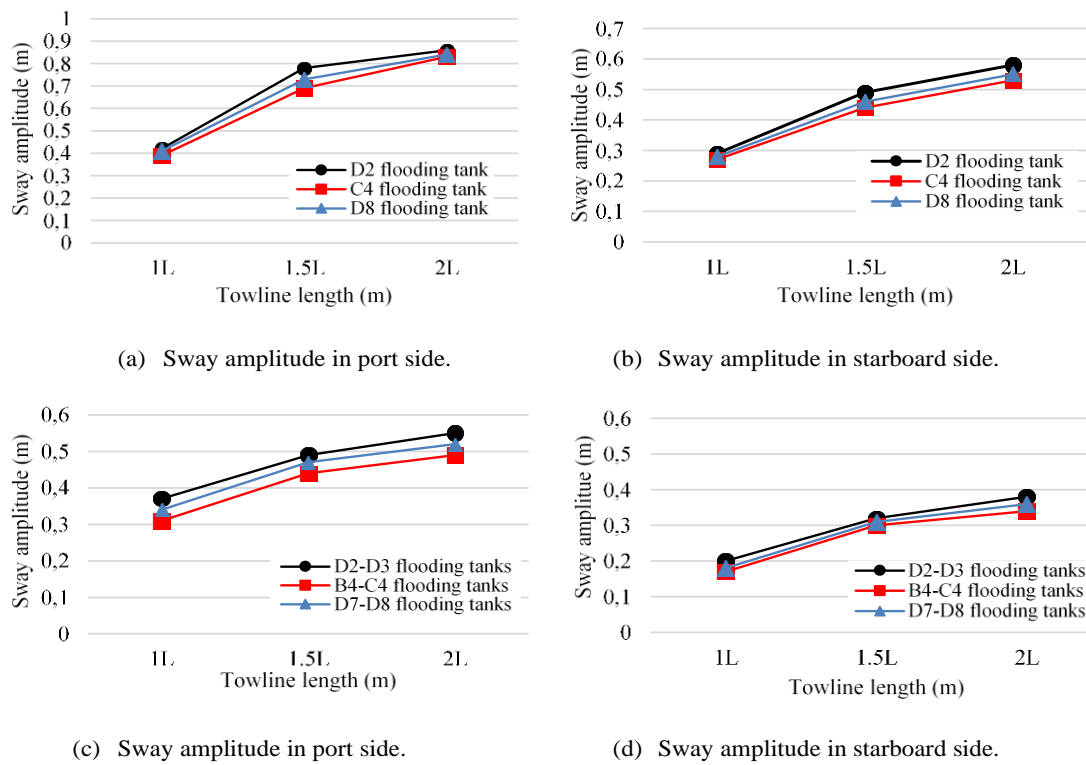 Sway amplitude (m)
1
0,9
0,8
0,7
0,6
0,5
0,4
0,3
0,2
0,1
0
D2 flooding tank
C4 flooding tank
D8 flooding tank
1L 1.5L 2L
Towline length (m)
(a) Sway amplitude in port side.
Sway amplitude (m)
0,7
0,6
0,5
0,4
0,3
0,2
0,1
0
D2 flooding tank
C4 flooding tank
D8 flooding tank
1L 1.5L 2L
Towline length (m)
(b) Sway amplitude in starboard side.
Sway amplitude (m)
0,6
0,5
0,4
0,3
0,2
0,1
0
D2-D3 flooding tanks
B4-C4 flooding tanks
D7-D8 flooding tanks
1L 1.5L 2L
Towline length (m)
(c) Sway amplitude in port side.
Sway amplitue (m)
0,6
0,5
0,4
0,3
0,2
0,1
0
D2-D3 flooding tanks
B4-C4 flooding tanks
D7-D8 flooding tanks
1L 1.5L 2L
Towline length (m)
(d) Sway amplitude in starboard side.